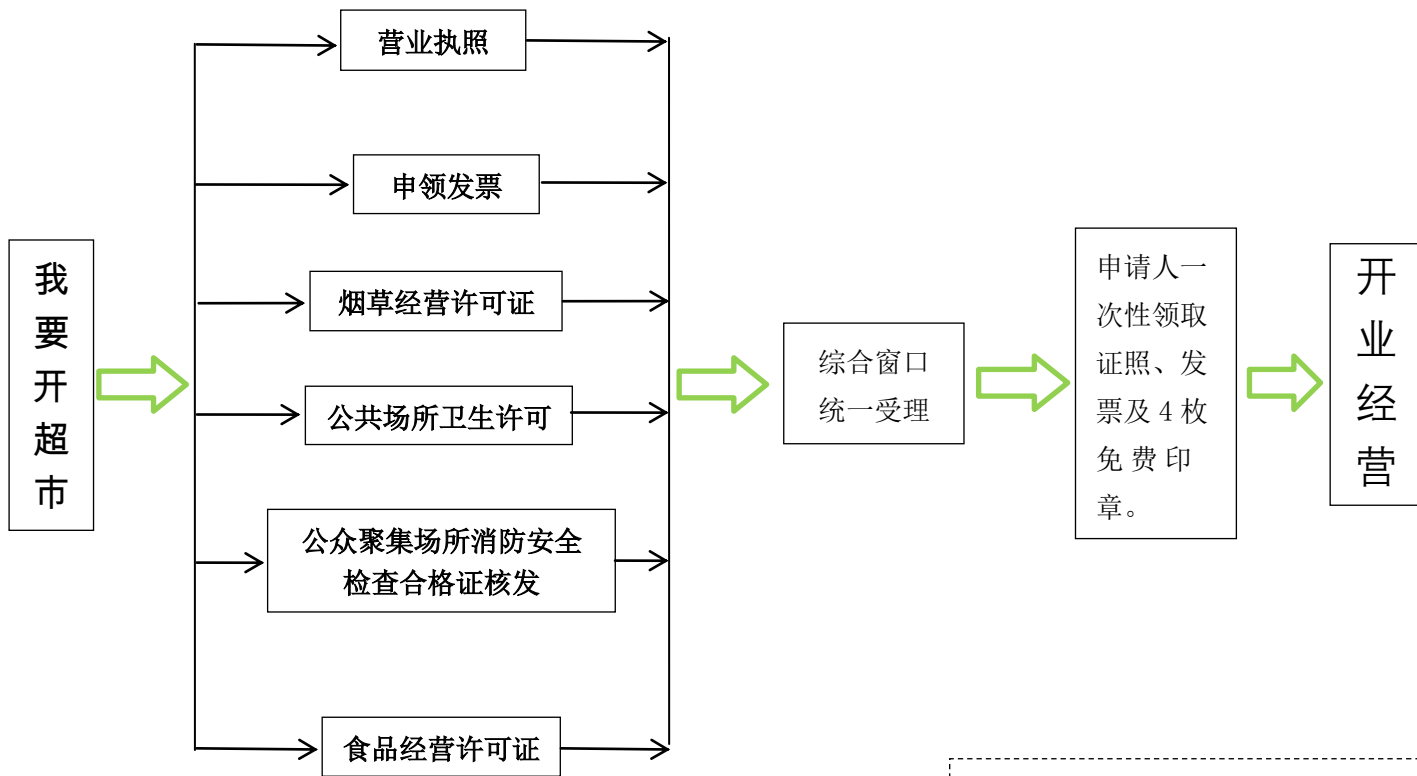 我
要
开
超
市
营业执照
申领发票
烟草经营许可证
公共场所卫生许可
公众聚集场所消防安全
检查合格证核发
食品经营许可证
综合窗口
统一受理
申请人一
次性领取
证照、发
票及 4 枚
免 费 印
章。
开
业
经
营